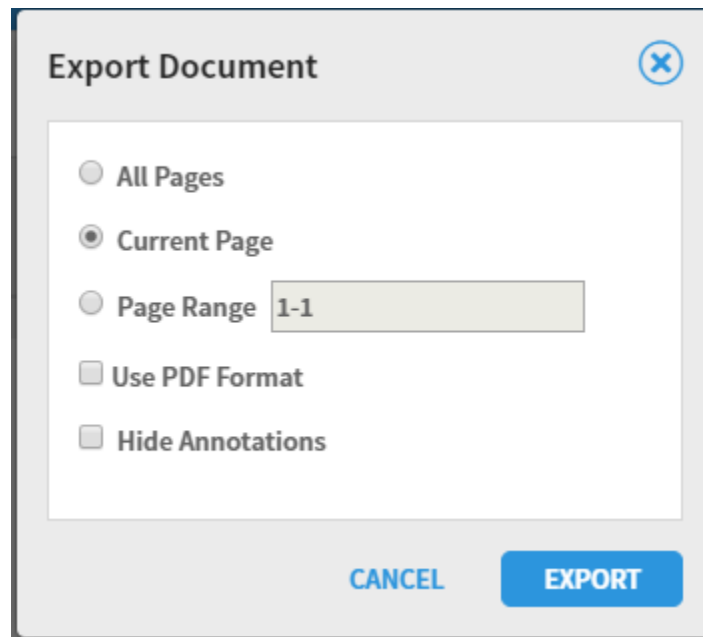 Export Document
All Pages
Current Page
Page Range 1-1
Use PDF Format
Hide Annotations
CANCEL EXPORT